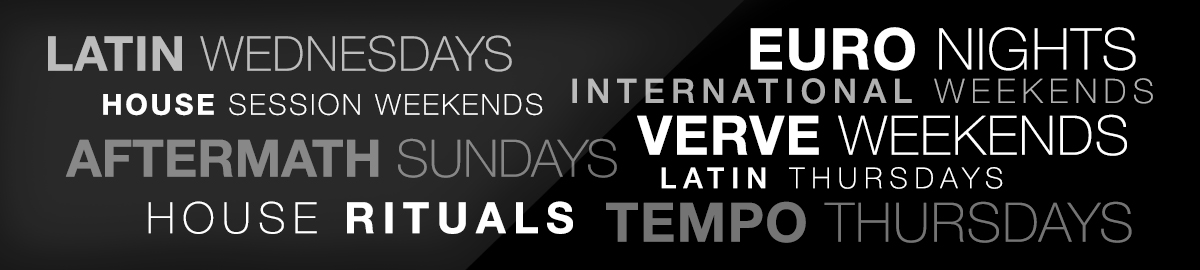 LATIN WEDNESDAYS
HOUSE SESSION WEEKENDS
AFTERMATH SUNDAYS
HOUSE RITUALS
EURO NIGHTS
INTERNATIONAL WEEKENDS
VERVE WEEKENDS
LATIN THURSDAYS
TEMPO THURSDAYS